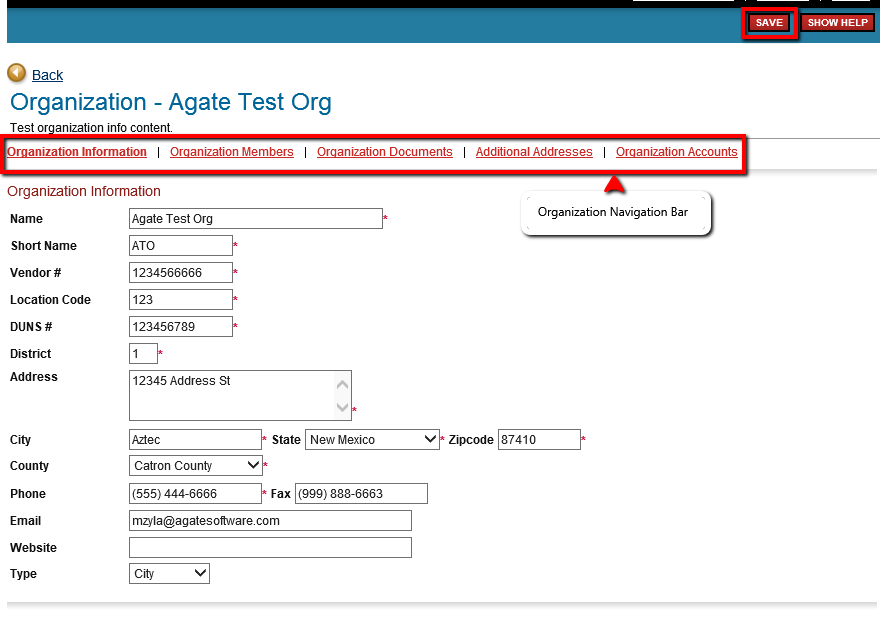 SAVE SHOW HELP
Back
Organization - Agate Test Org
Test organization info content.
Organization Information | Organization Members | Organization Documents | Additional Addresses | Organization Accounts
Organization Navigation Bar
Organization Information
Name Agate Test Org*
Short Name ATO*
Vendor # 1234566666*
Location Code 123*
DUNS # 123456789*
District 1*
Address 12345 Address St*
City Aztec* State New Mexico* Zipcode 87410*
County Catron County*
Phone (555) 444-6666* Fax (999) 888-6663
Email mzyla@agatesoftware.com
Website
Type City